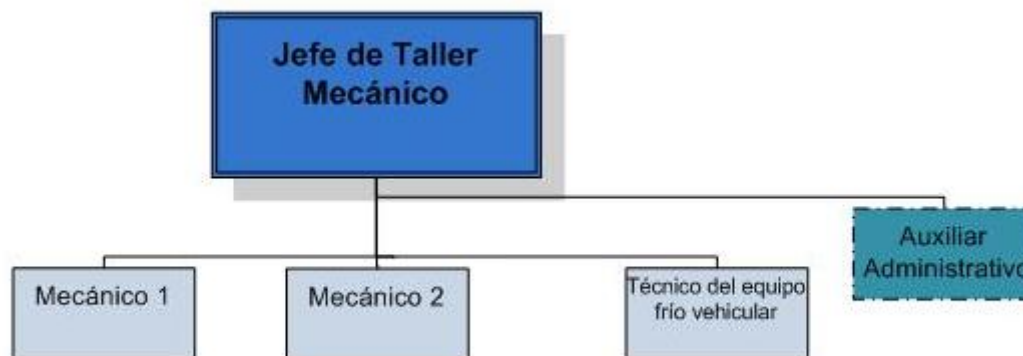 Jefe de Taller
Mecánico
Auxiliar
Administrativo
Mecánico 1
Mecánico 2
Técnico del equipo
frío vehicular